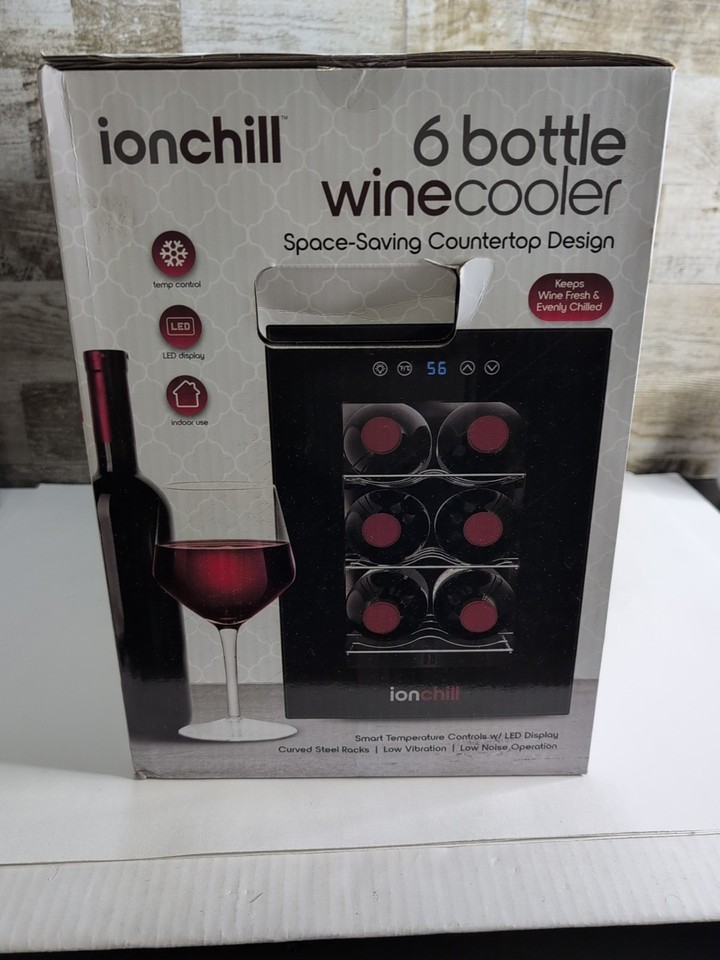 ionchill™
6 bottle
winecooler
Space-Saving Countertop Design
temp control
LED
LED display
indoor use
Keeps
Wine Fresh &
Evenly Chilled
56
ionchill
Smart Temperature Controls w/ LED Display
Curved Steel Racks | Low Vibration | Low Noise Operation